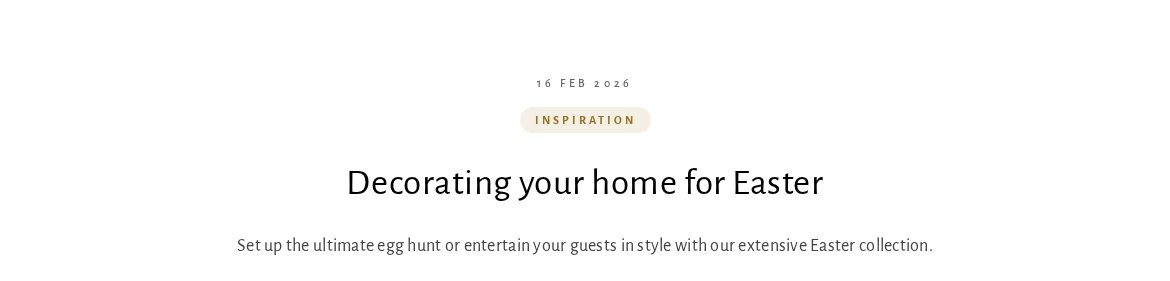 16 FEB 2026
INSPIRATION
Decorating your home for Easter
Set up the ultimate egg hunt or entertain your guests in style with our extensive Easter collection.